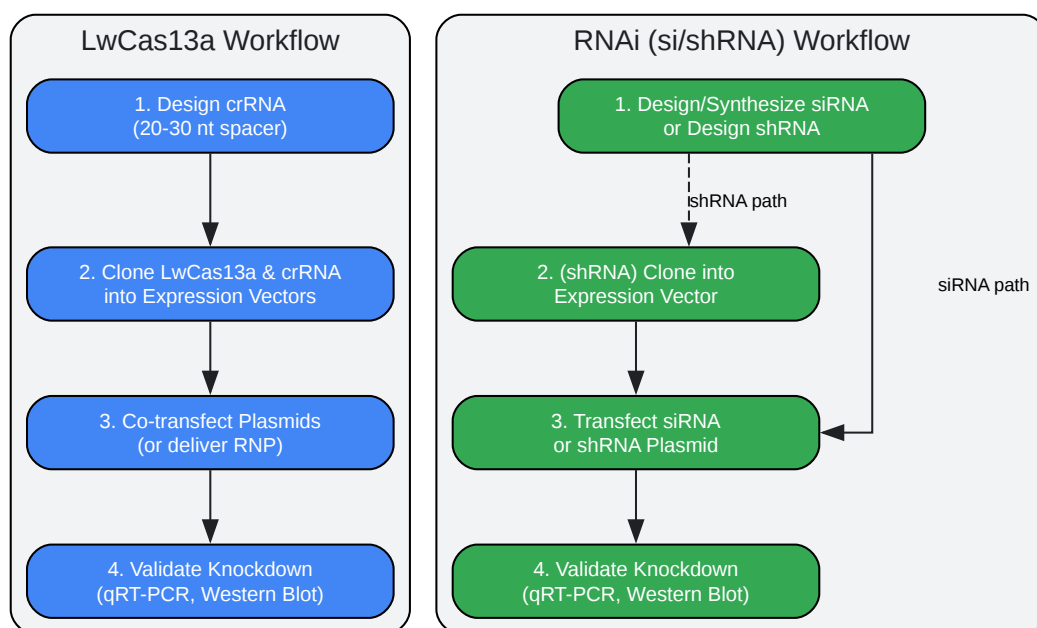 LwCas13a Workflow
1. Design crRNA
(20-30 nt spacer)
2. Clone LwCas13a & crRNA
into Expression Vectors
3. Co-transfect Plasmids
(or deliver RNP)
4. Validate Knockdown
(qRT-PCR, Western Blot)
RNAi (si/shRNA) Workflow
1. Design/Synthesize siRNA
or Design shRNA
shRNA path
2. (shRNA) Clone into
Expression Vector
siRNA path
3. Transfect siRNA
or shRNA Plasmid
4. Validate Knockdown
(qRT-PCR, Western Blot)